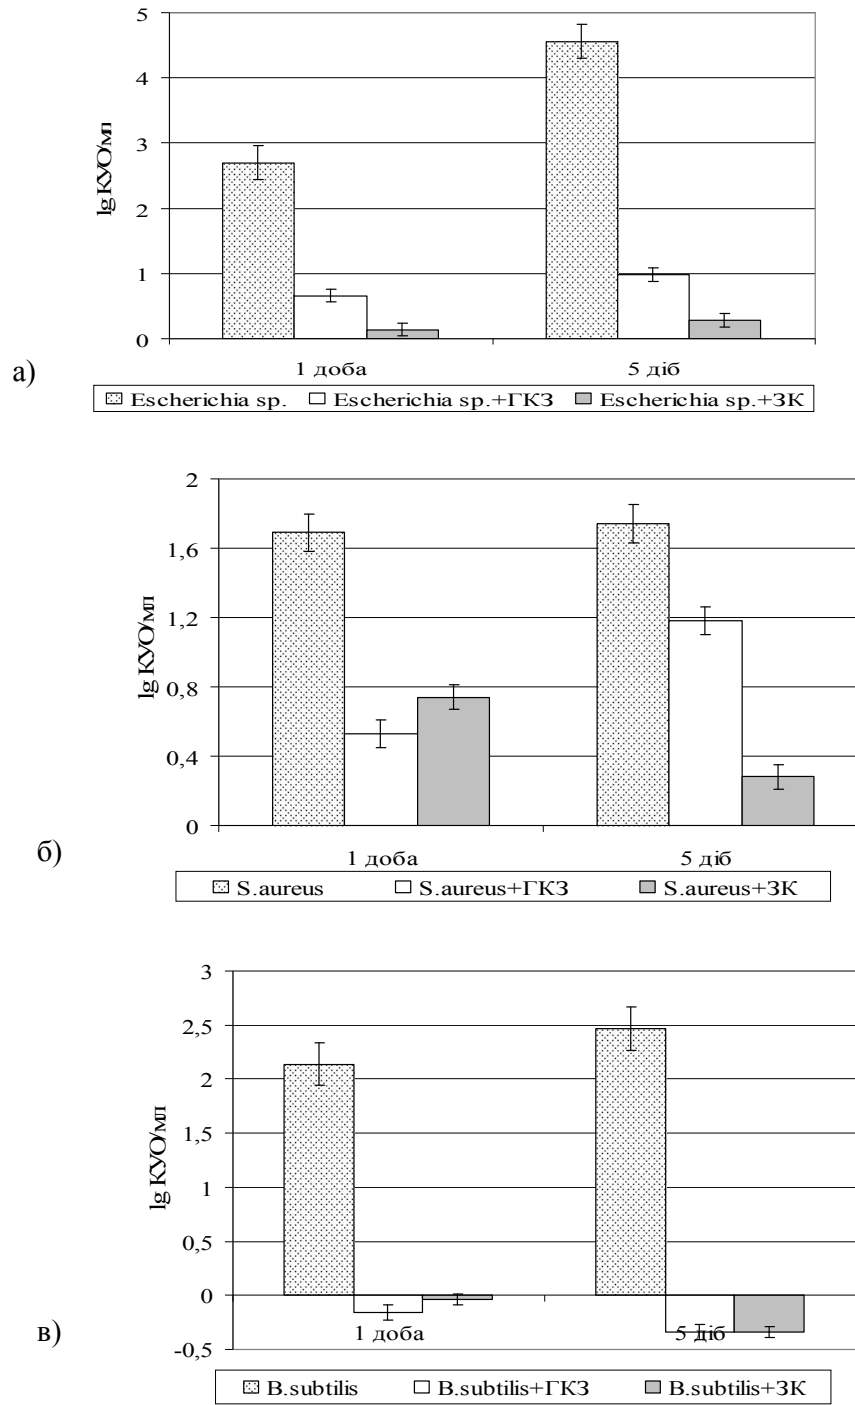 5
4
3
2
1
0
lg КУО/мл
1 доба 5 діб
а)
Escherichia sp. Escherichia sp.+ГКЗ Escherichia sp.+ЗК
2
1,6
1,2
0,8
0,4
0
lg КУО/мл
1 доба 5 діб
б)
S.aureus S.aureus+ГКЗ S.aureus+ЗК
3
2,5
2
1,5
1
0,5
0
-0,5
lg КУО/мл
1 доба 5 діб
в)
B.subtilis B.subtilis+ГКЗ B.subtilis+ЗК